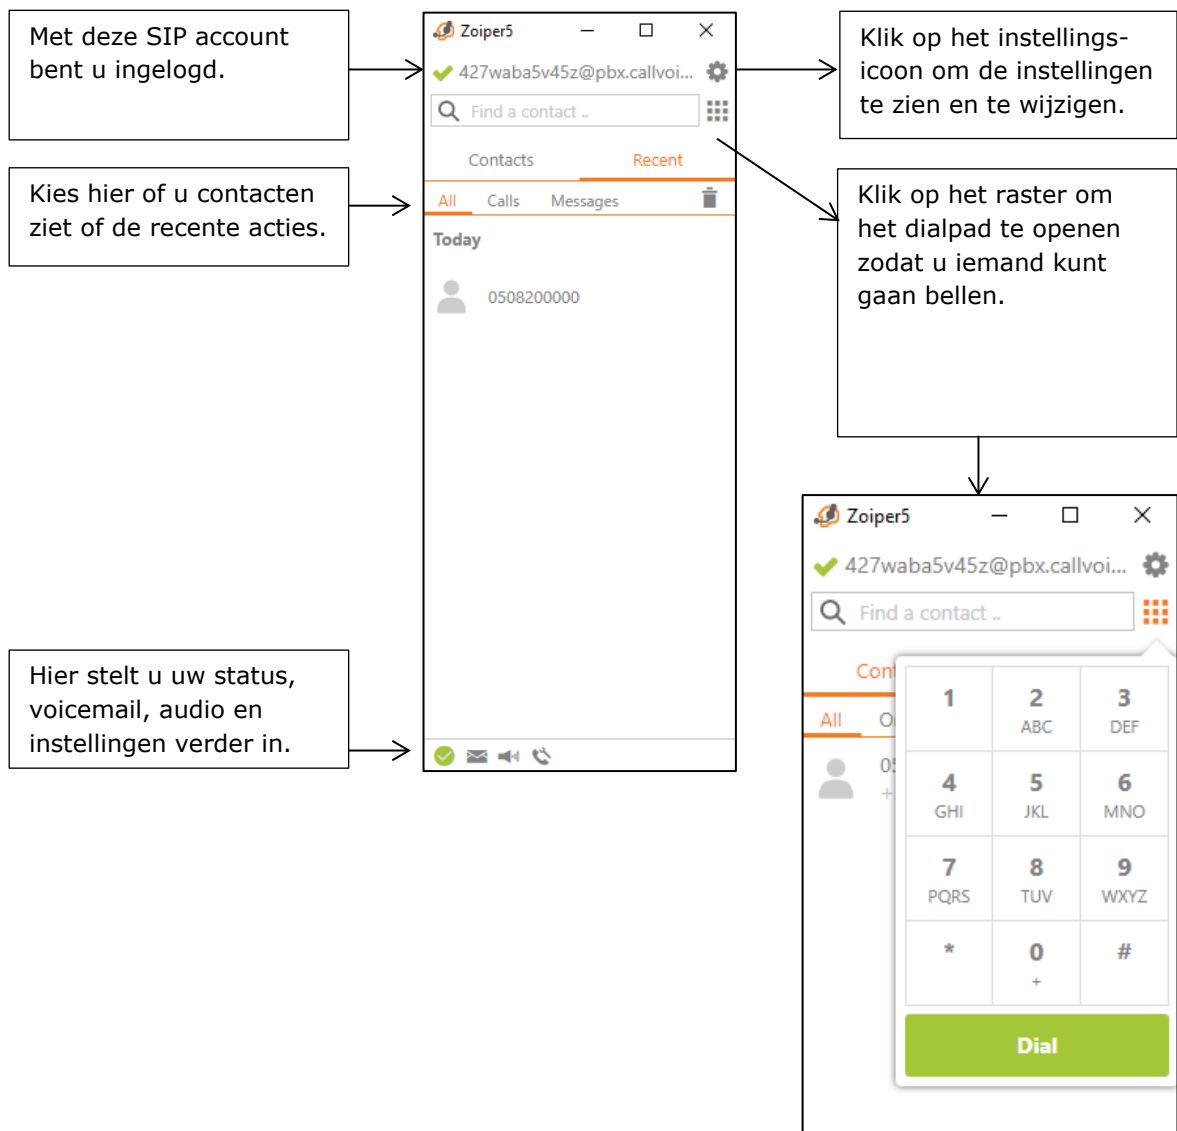 Met deze SIP account
bent u ingelogd.
Zoiper5
427waba5v45z@pbx.callvoi...
Find a contact ..
Contacts
Recent
All
Calls
Messages
Today
0508200000
Klik op het instellings-
icoon om de instellingen
te zien en te wijzigen.
Kies hier of u contacten
ziet of de recente acties.
Klik op het raster om
het dialpad te openen
zodat u iemand kunt
gaan bellen.
Hier stelt u uw status,
voicemail, audio en
instellingen verder in.
Zoiper5
427waba5v45z@pbx.callvoi...
Find a contact ..
Cont
All
O
05
+
1
2
3
ABC
DEF
4
5
6
GHI
JKL
MNO
7
8
9
PQRS
TUV
WXYZ
*
0
#
+
Dial